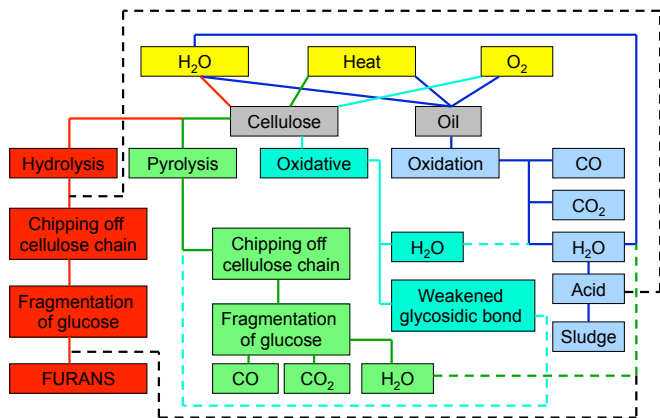 H₂O
Heat
O₂
Cellulose
Oil
Hydrolysis
Pyrolysis
Oxidative
Oxidation
CO
CO₂
Chipping off
cellulose chain
Chipping off
cellulose chain
H₂O
H₂O
Fragmentation
of glucose
Fragmentation
of glucose
Weakened
glycosidic bond
Acid
Sludge
FURANS
CO
CO₂
H₂O